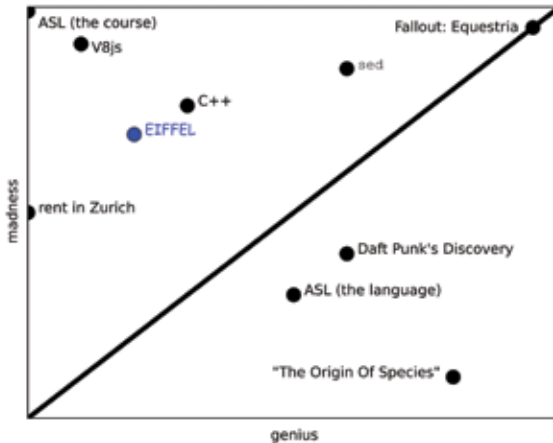 ASL (the course)
Fallout: Equestria
V8js
sed
C++
EIFFEL
rent in Zurich
Daft Punk's Discovery
ASL (the language)
"The Origin Of Species"
madness
genius